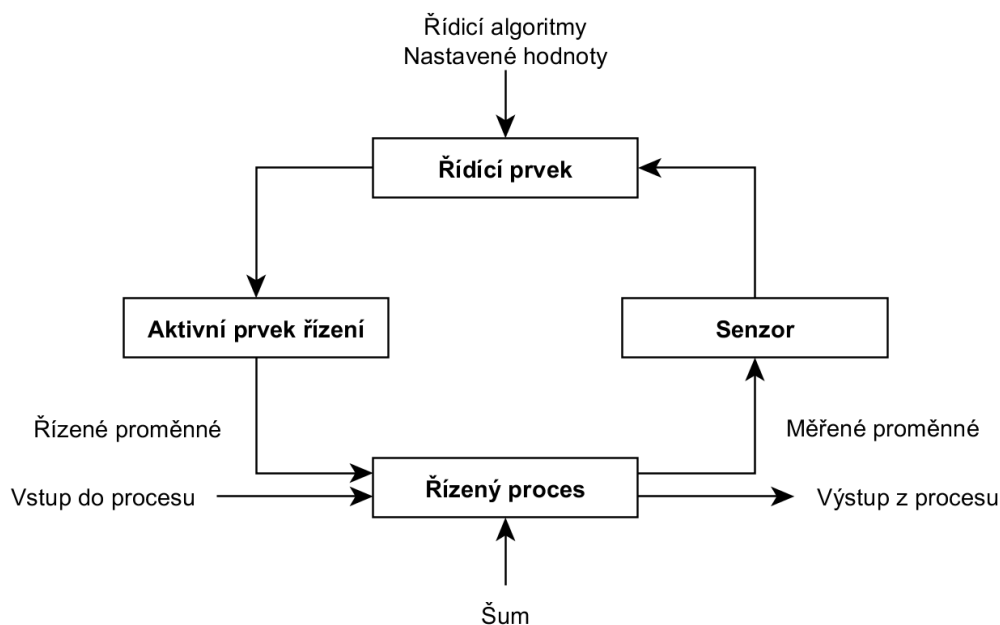 Řídicí algoritmy
Nastavené hodnoty
Řídící prvek
Aktivní prvek řízení
Senzor
Řízené proměnné
Měřené proměnné
Vstup do procesu
Řízený proces
Výstup z procesu
Šum